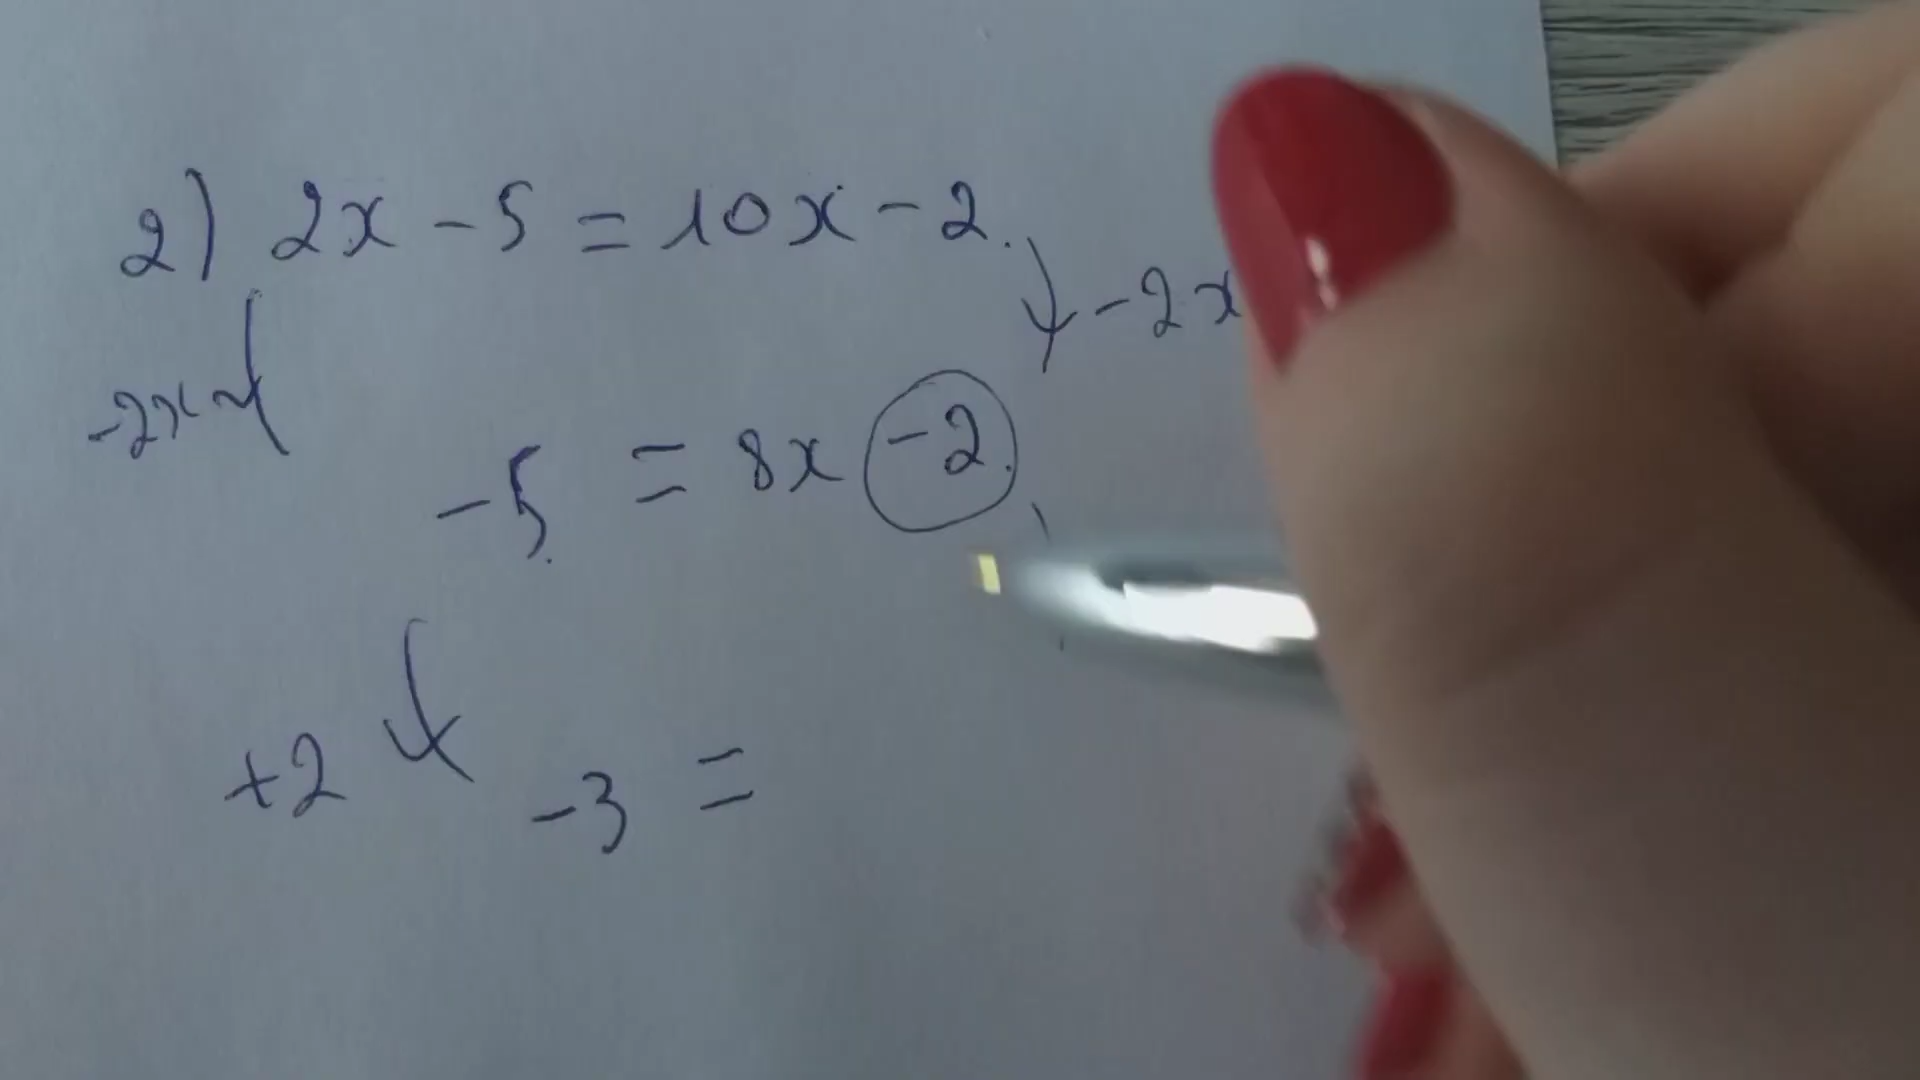 2) 2x - 5 = 10x - 2
-2x
-2x
-5 = 8x -2
+2
-3 =